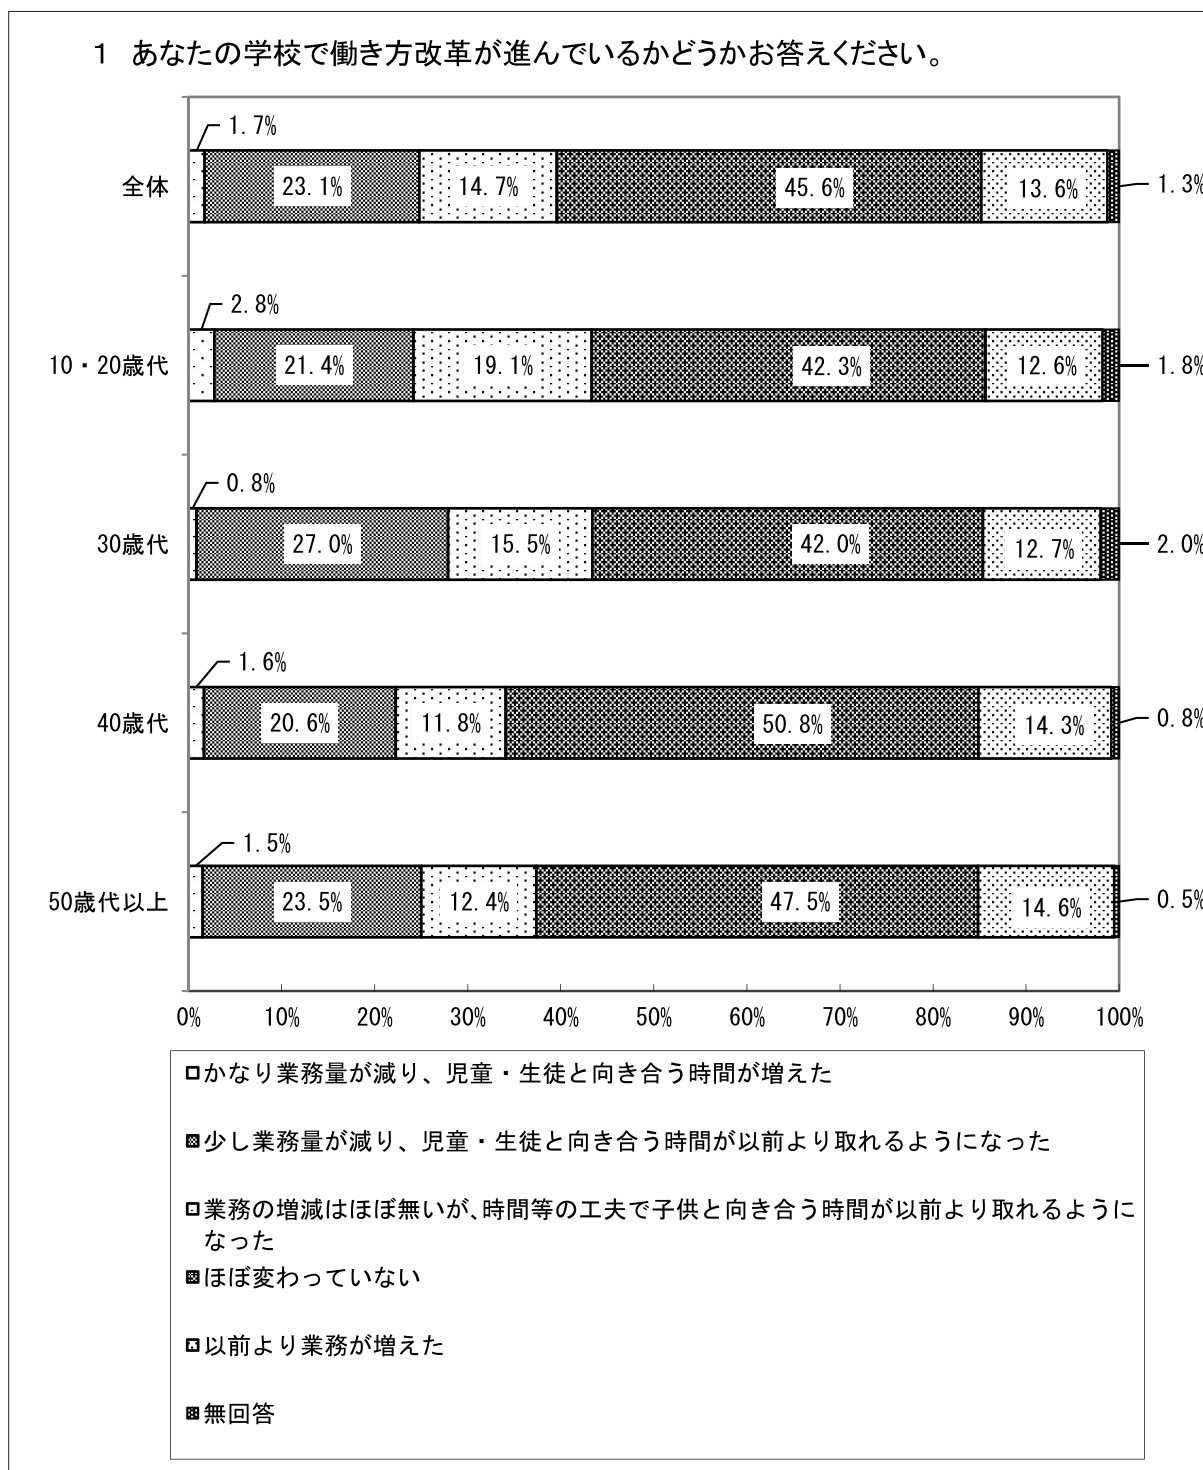 1 あなたの学校で働き方改革が進んでいるかどうかお答えください。
1.7%
全体 23.1% 14.7% 45.6% 13.6% 1.3%
2.8%
10・20歳代 21.4% 19.1% 42.3% 12.6% 1.8%
0.8%
30歳代 27.0% 15.5% 42.0% 12.7% 2.0%
1.6%
40歳代 20.6% 11.8% 50.8% 14.3% 0.8%
1.5%
50歳代以上 23.5% 12.4% 47.5% 14.6% 0.5%
0% 10% 20% 30% 40% 50% 60% 70% 80% 90% 100%
かなり業務量が減り、児童・生徒と向き合う時間が増えた
少し業務量が減り、児童・生徒と向き合う時間が以前より取れるようになった
業務の増減はほぼ無いが、時間等の工夫で子供と向き合う時間が以前より取れるように
なった
ほぼ変わっていない
以前より業務が増えた
無回答